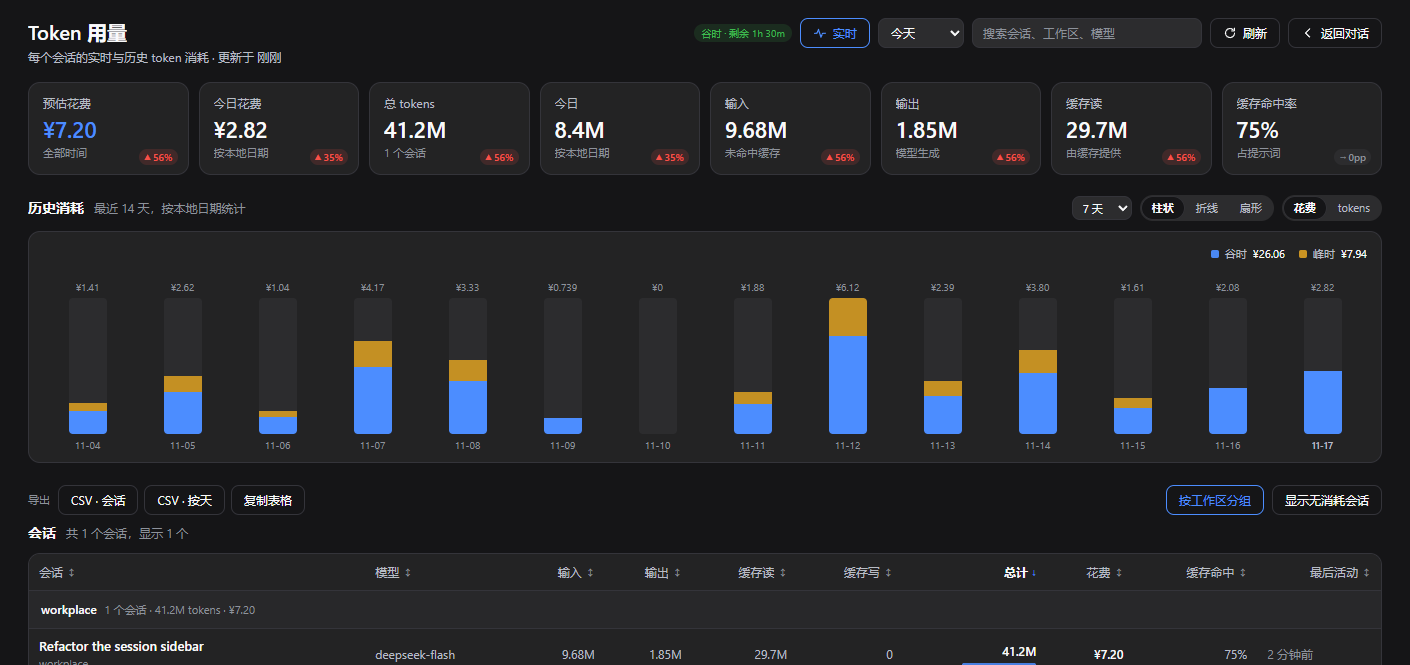 Token 用量
谷时 · 剩余 1h 30m
实时
今天
搜索会话、工作区、模型
刷新
返回对话
每个会话的实时与历史 token 消耗 · 更新于 刚刚
预估花费
¥7.20
全部时间
▲56%
今日花费
¥2.82
按本地日期
▲35%
总 tokens
41.2M
1 个会话
▲56%
今日
8.4M
按本地日期
▲35%
输入
9.68M
未命中缓存
▲56%
输出
1.85M
模型生成
▲56%
缓存读
29.7M
由缓存提供
▲56%
缓存命中率
75%
占提示词
→0pp
历史消耗 最近 14 天，按本地日期统计
7 天
柱状 折线 扇形
花费 tokens
谷时 ¥26.06 峰时 ¥7.94
¥1.41 ¥2.62 ¥1.04 ¥4.17 ¥3.33 ¥0.739 ¥0 ¥1.88 ¥6.12 ¥2.39 ¥3.80 ¥1.61 ¥2.08 ¥2.82
11-04 11-05 11-06 11-07 11-08 11-09 11-10 11-11 11-12 11-13 11-14 11-15 11-16 11-17
导出 CSV · 会话 CSV · 按天 复制表格
按工作区分组 显示无消耗会话
会话 共 1 个会话，显示 1 个
会话 ↕ 模型 ↕ 输入 ↕ 输出 ↕ 缓存读 ↕ 缓存写 ↕ 总计 ↓ 花费 ↕ 缓存命中 ↕ 最后活动 ↕
workplace 1 个会话 · 41.2M tokens · ¥7.20
Refactor the session sidebar
workplace
deepseek-flash 9.68M 1.85M 29.7M 0 41.2M ¥7.20 75% 2 分钟前